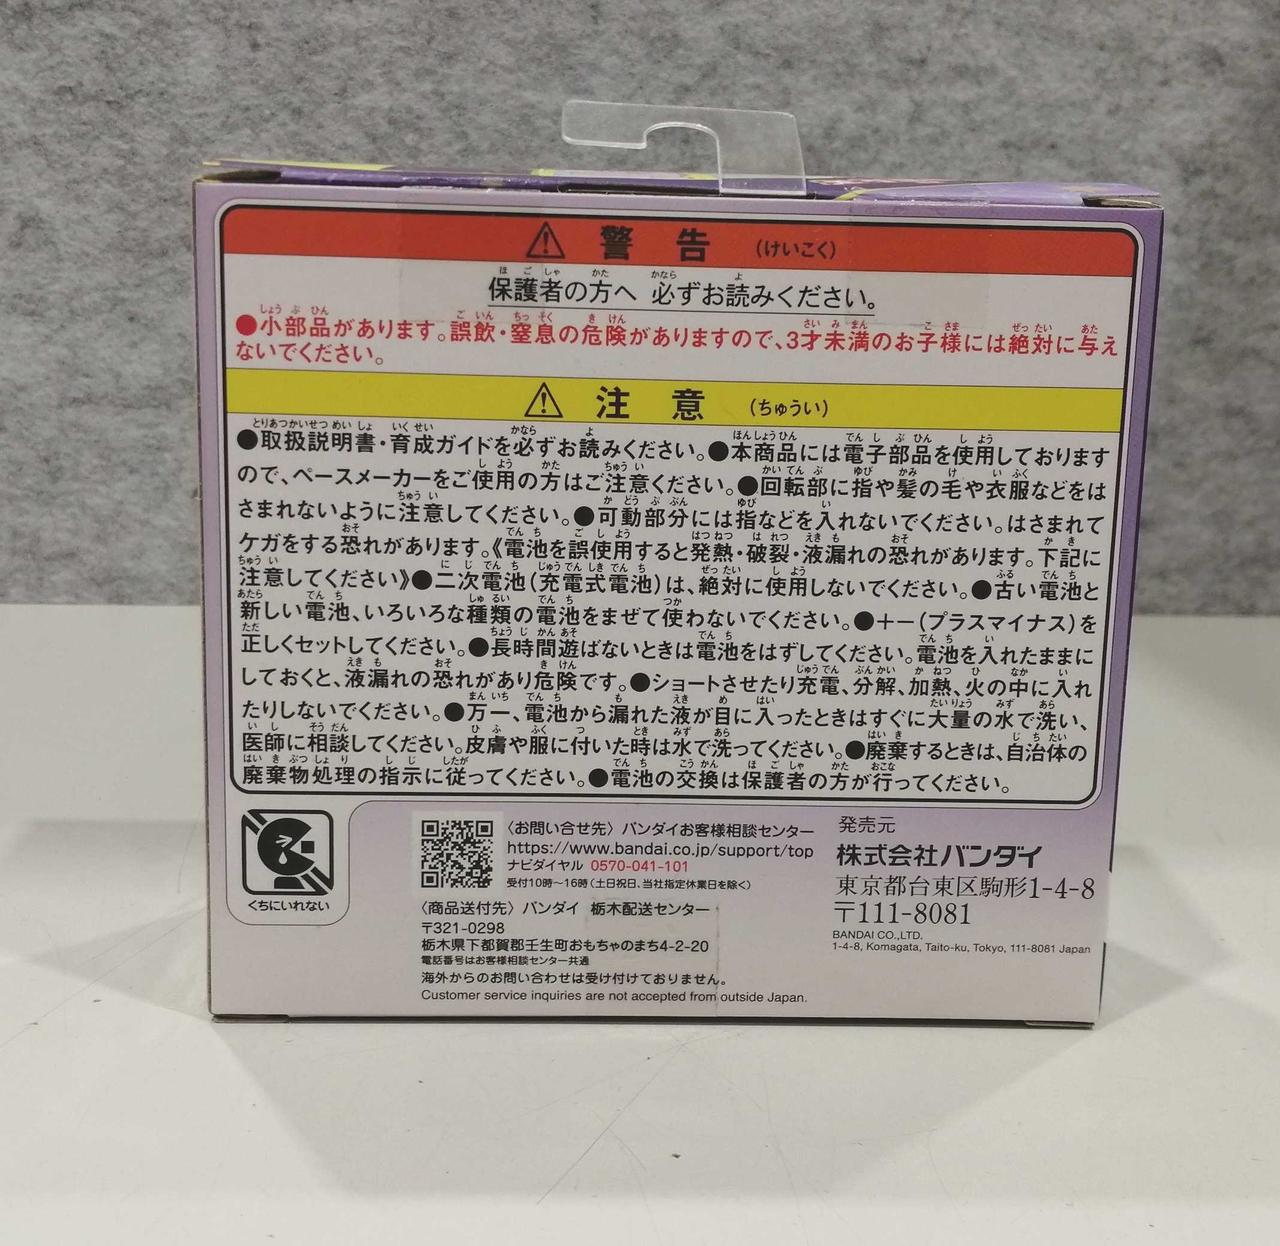 警告 (けいこく)
保護者の方へ 必ずお読みください。
●小部品があります。誤飲・窒息の危険がありますので、3才未満のお子様には絶対に与え
ないでください。
注意 (ちゅうい)
●取扱説明書・育成ガイドを必ずお読みください。●本商品には電子部品を使用しております
ので、ペースメーカーをご使用の方はご注意ください。●回転部に指や髪の毛や衣服などをは
さまれないように注意してください。●可動部分には指などを入れないでください。はさまれて
ケガをする恐れがあります。《電池を誤使用すると発熱・破裂・液漏れの恐れがあります。下記に
注意してください》●二次電池(充電式電池)は、絶対に使用しないでください。●古い電池と
新しい電池、いろいろな種類の電池をまぜて使わないでください。●+-(プラスマイナス)を
正しくセットしてください。●長時間遊ばないときは電池をはずしてください。電池を入れたままに
しておくと、液漏れの恐れがあり危険です。●ショートさせたり充電、分解、加熱、火の中に入れ
たりしないでください。●万一、電池から漏れた液が目に入ったときはすぐに大量の水で洗い、
医師に相談してください。皮膚や服に付いた時は水で洗ってください。●廃棄するときは、自治体の
廃棄物処理の指示に従ってください。●電池の交換は保護者の方が行ってください。
くちにいれない
〈お問い合せ先〉バンダイお客様相談センター
https://www.bandai.co.jp/support/top
ナビダイヤル 0570-041-101
受付10時〜16時(土日祝日、当社指定休業日を除く)
〈商品送付先〉バンダイ 栃木配送センター
〒321-0298
栃木県下都賀郡壬生町おもちゃのまち4-2-20
電話番号はお客様相談センター共通
海外からのお問い合わせは受け付けておりません。
Customer service inquiries are not accepted from outside Japan.
発売元
株式会社バンダイ
東京都台東区駒形1-4-8
〒111-8081
BANDAI CO.,LTD.
1-4-8, Komagata, Taito-ku, Tokyo, 111-8081 Japan